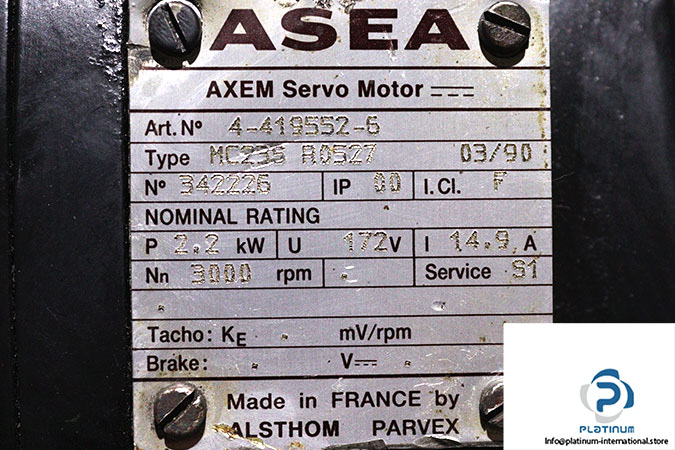 ASEA
AXEM Servo Motor ⎓
Art. Nº 4-419552-6
Type MC23S R0527 03/90
Nº 342226 IP 00 I.Cl. F
NOMINAL RATING
P 2.2 kW U 172V I 14.9 A
Nn 3000 rpm Service S1
Tacho: KE mV/rpm
Brake: V⎓
Made in FRANCE by
ALSTHOM PARVEX
PLATINUM
Info@platinum-international.store